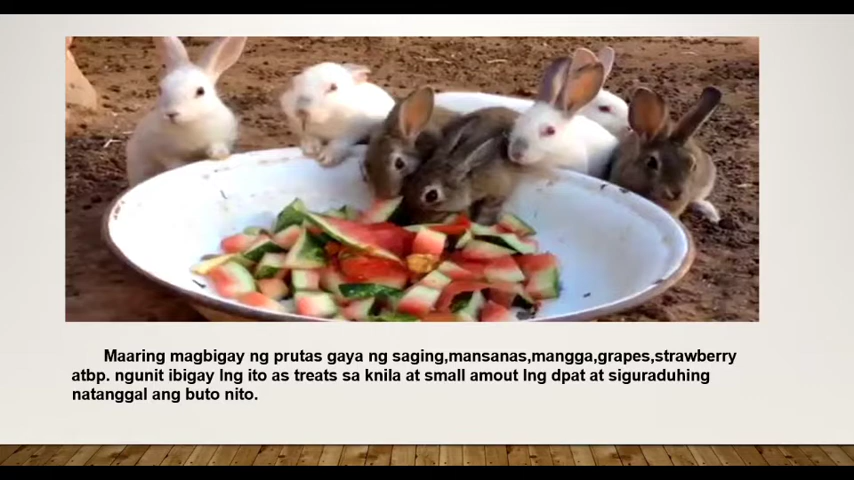 Maaring magbigay ng prutas gaya ng saging,mansanas,mangga,grapes,strawberry
atbp. ngunit ibigay lng ito as treats sa knila at small amout lng dpat at siguraduhing
natanggal ang buto nito.